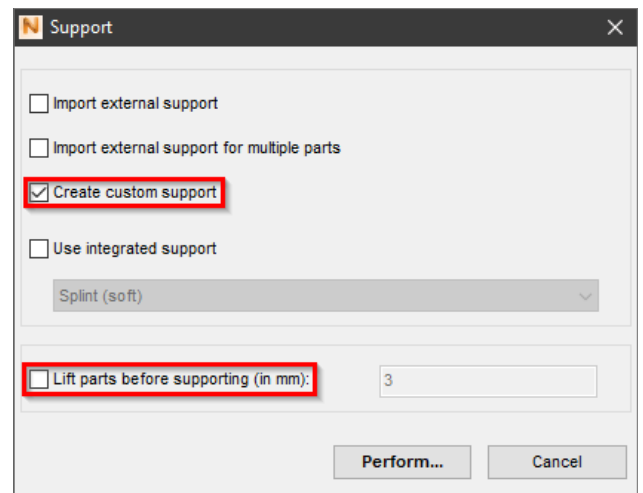 N Support
Import external support
Import external support for multiple parts
Create custom support
Use integrated support
Splint (soft)
Lift parts before supporting (in mm): 3
Perform... Cancel